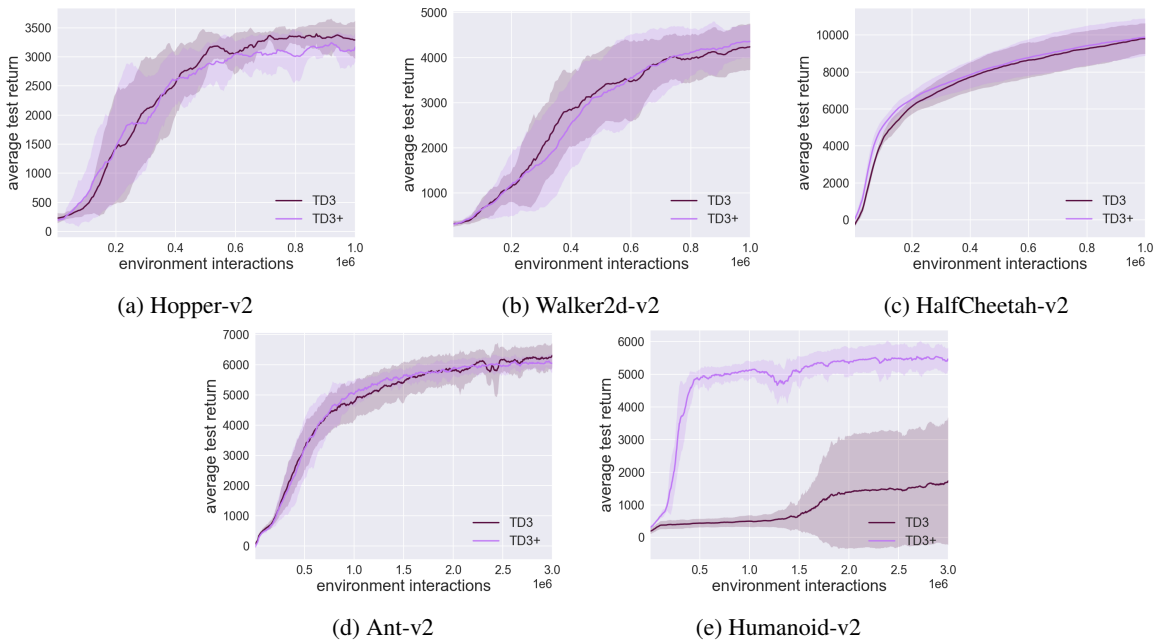 3500
3000
2500
2000
1500
1000
500
0
average test return
TD3
TD3+
0.2 0.4 0.6 0.8 1.0
environment interactions 1e6
(a) Hopper-v2
5000
4000
3000
2000
1000
average test return
TD3
TD3+
0.2 0.4 0.6 0.8 1.0
environment interactions 1e6
(b) Walker2d-v2
10000
8000
6000
4000
2000
0
average test return
TD3
TD3+
0.2 0.4 0.6 0.8 1.0
environment interactions 1e6
(c) HalfCheetah-v2
7000
6000
5000
4000
3000
2000
1000
0
average test return
TD3
TD3+
0.5 1.0 1.5 2.0 2.5 3.0
environment interactions 1e6
(d) Ant-v2
6000
5000
4000
3000
2000
1000
0
average test return
TD3
TD3+
0.5 1.0 1.5 2.0 2.5 3.0
environment interactions 1e6
(e) Humanoid-v2